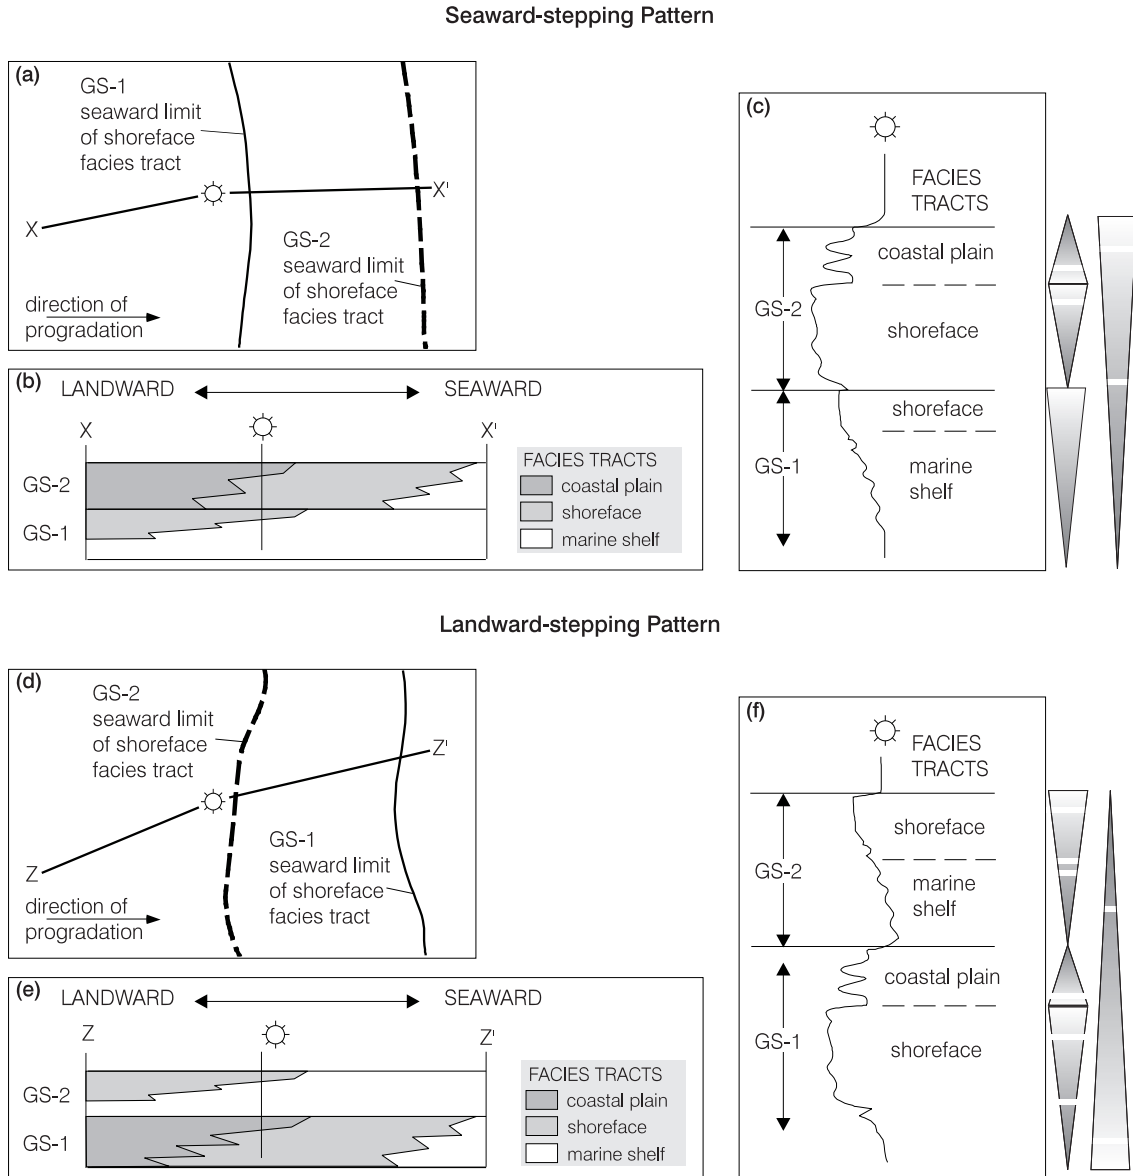 Seaward-stepping Pattern
(a)
GS-1
seaward limit
of shoreface
facies tract
X
X'
GS-2
seaward limit
of shoreface
facies tract
direction of
progradation
(b)
LANDWARD
SEAWARD
X
X'
GS-2
GS-1
FACIES TRACTS
coastal plain
shoreface
marine shelf
(c)
FACIES
TRACTS
coastal plain
GS-2
shoreface
shoreface
GS-1
marine
shelf
Landward-stepping Pattern
(d)
GS-2
seaward limit
of shoreface
facies tract
Z
Z'
GS-1
seaward limit
of shoreface
facies tract
direction of
progradation
(e)
LANDWARD
SEAWARD
Z
Z'
GS-2
GS-1
FACIES TRACTS
coastal plain
shoreface
marine shelf
(f)
FACIES
TRACTS
shoreface
GS-2
marine
shelf
coastal plain
GS-1
shoreface